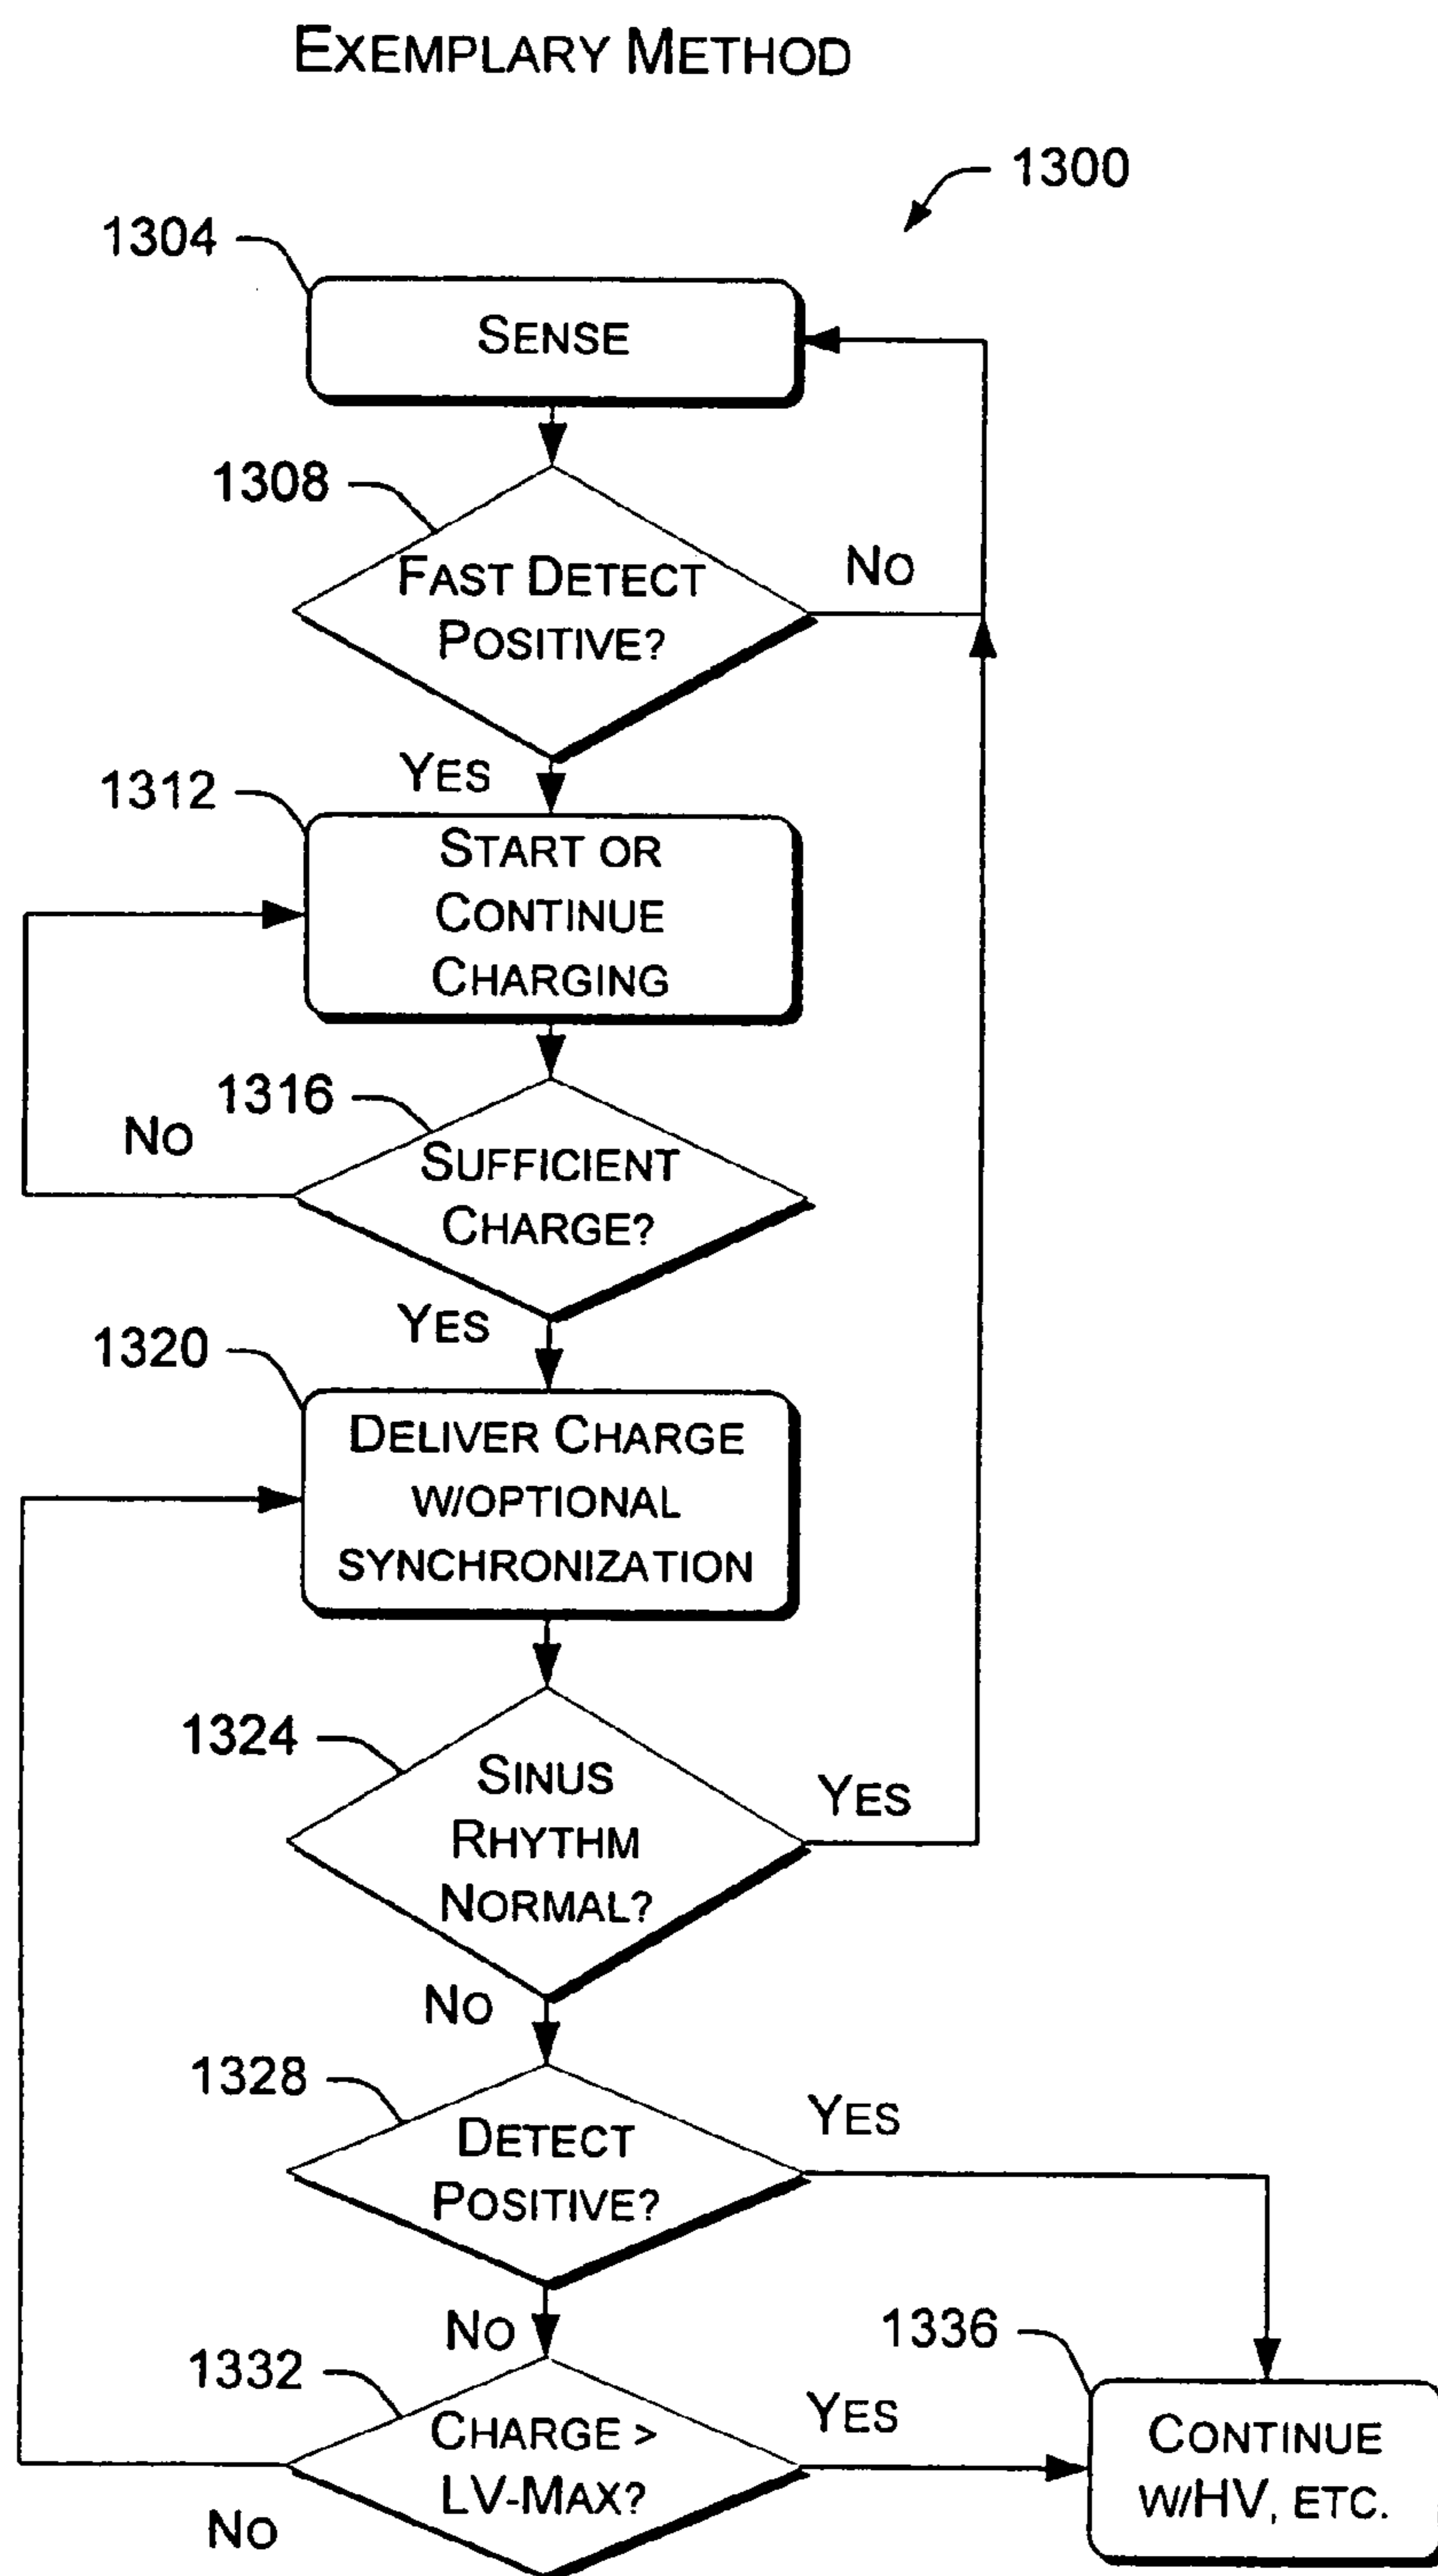 EXEMPLARY METHOD
1300
1304
SENSE
1308
FAST DETECT
POSITIVE?
NO
YES
1312
START OR
CONTINUE
CHARGING
1316
NO
SUFFICIENT
CHARGE?
YES
1320
DELIVER CHARGE
W/OPTIONAL
SYNCHRONIZATION
1324
SINUS
RHYTHM
NORMAL?
YES
NO
1328
DETECT
POSITIVE?
YES
NO
1332
CHARGE >
LV-MAX?
YES
NO
1336
CONTINUE
W/HV, ETC.